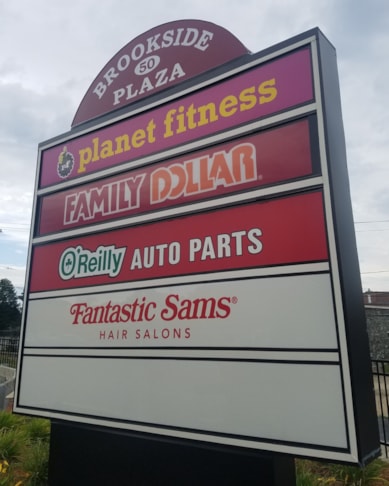 BROOKSIDE
50
PLAZA
planet fitness
FAMILY DOLLAR
O'Reilly AUTO PARTS
Fantastic Sams®
HAIR SALONS